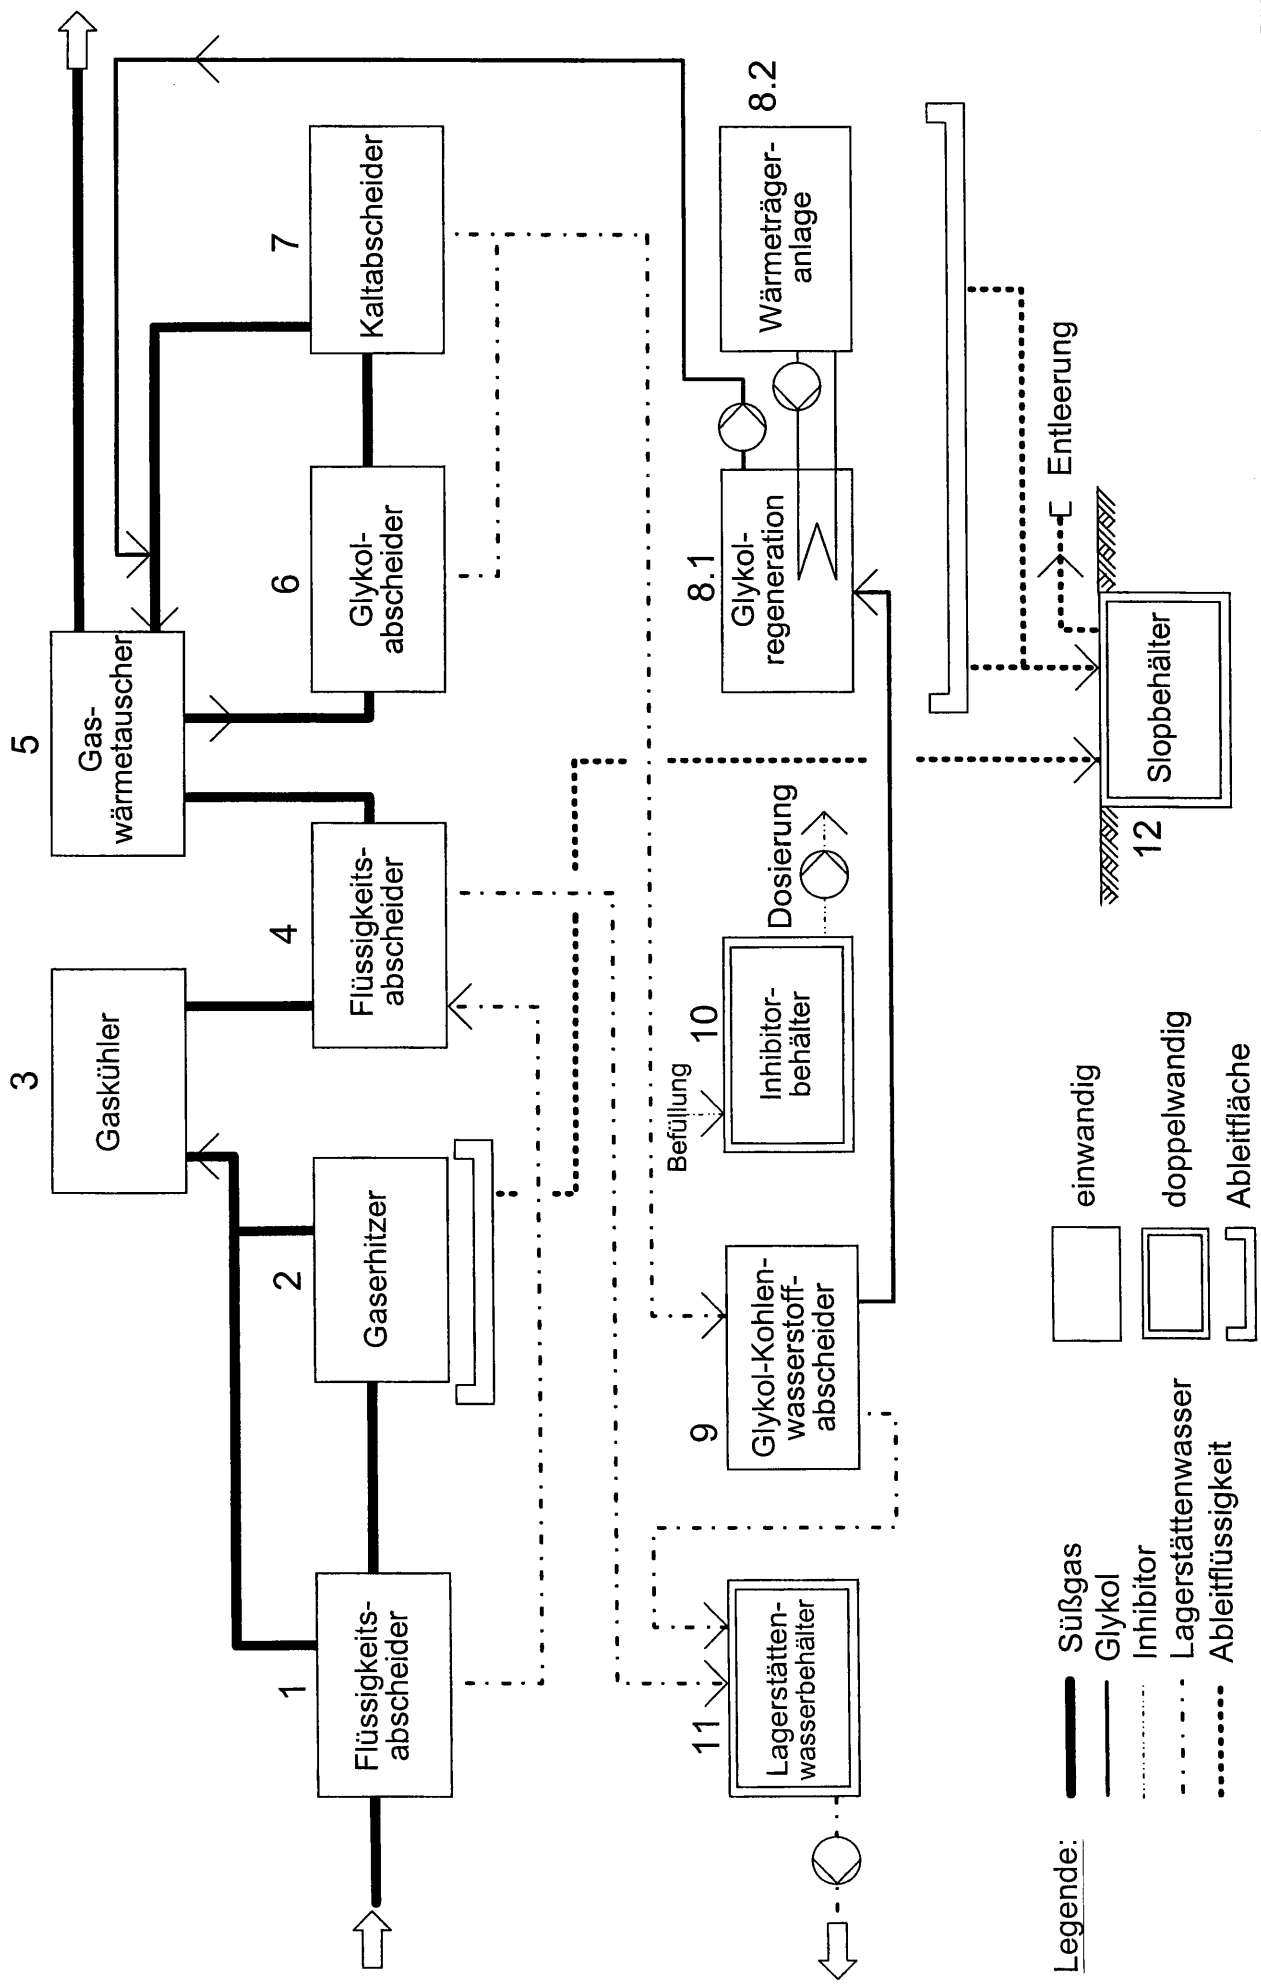 3
Gaskühler
5
Gas-
wärmetauscher
1
Flüssigkeits-
abscheider
2
Gaserhitzer
4
Flüssigkeits-
abscheider
6
Glykol-
abscheider
7
Kaltabscheider
11
Lagerstätten-
wasserbehälter
9
Glykol-Kohlen-
wasserstoff-
abscheider
Befüllung
10
Inhibitor-
behälter
Dosierung
8.1
Glykol-
regeneration
Wärmeträger-
anlage
8.2
12
Slopbehälter
Entleerung
Legende:
Süßgas
Glykol
Inhibitor
Lagerstättenwasser
Ableitflüssigkeit
einwandig
doppelwandig
Ableitfläche